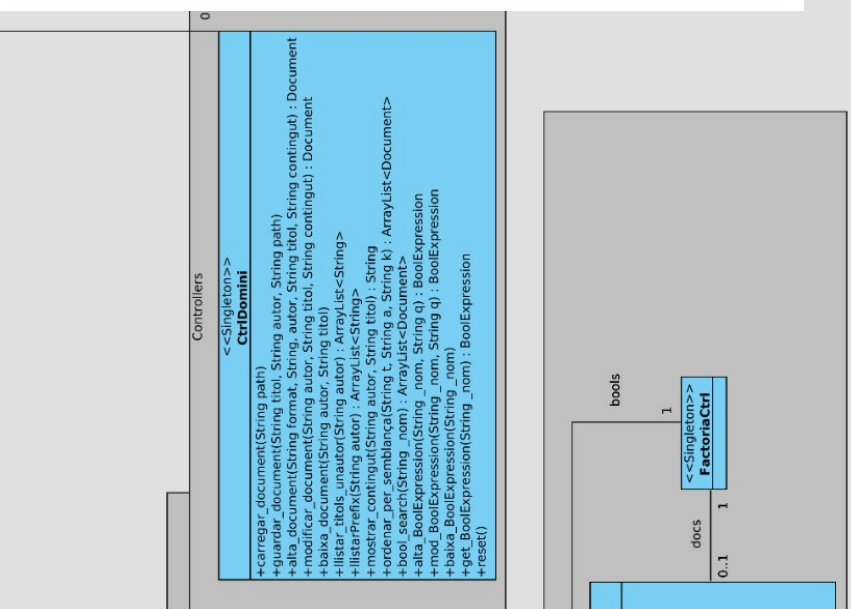 0
Controllers
<<Singleton>>
CtrlDomini
+carregar_document(String path)
+guardar_document(String titol, String autor, String path)
+alta_document(String format, String, autor, String titol, String contingut) : Document
+modificar_document(String autor, String titol, String contingut) : Document
+baixa_document(String autor, String titol)
+llistar_titols_unautor(String autor) : ArrayList<String>
+llistarPrefix(String autor) : ArrayList<String>
+mostrar_contingut(String autor, String titol) : String
+ordenar_per_semblança(String t, String a, String k) : ArrayList<Document>
+bool_search(String _nom) : ArrayList<Document>
+alta_BoolExpression(String _nom, String q) : BoolExpression
+mod_BoolExpression(String _nom, String q) : BoolExpression
+baixa_BoolExpression(String _nom)
+get_BoolExpression(String _nom) : BoolExpression
+reset()
bools
1
<<Singleton>>
FactoriaCtrl
1
docs
0..1